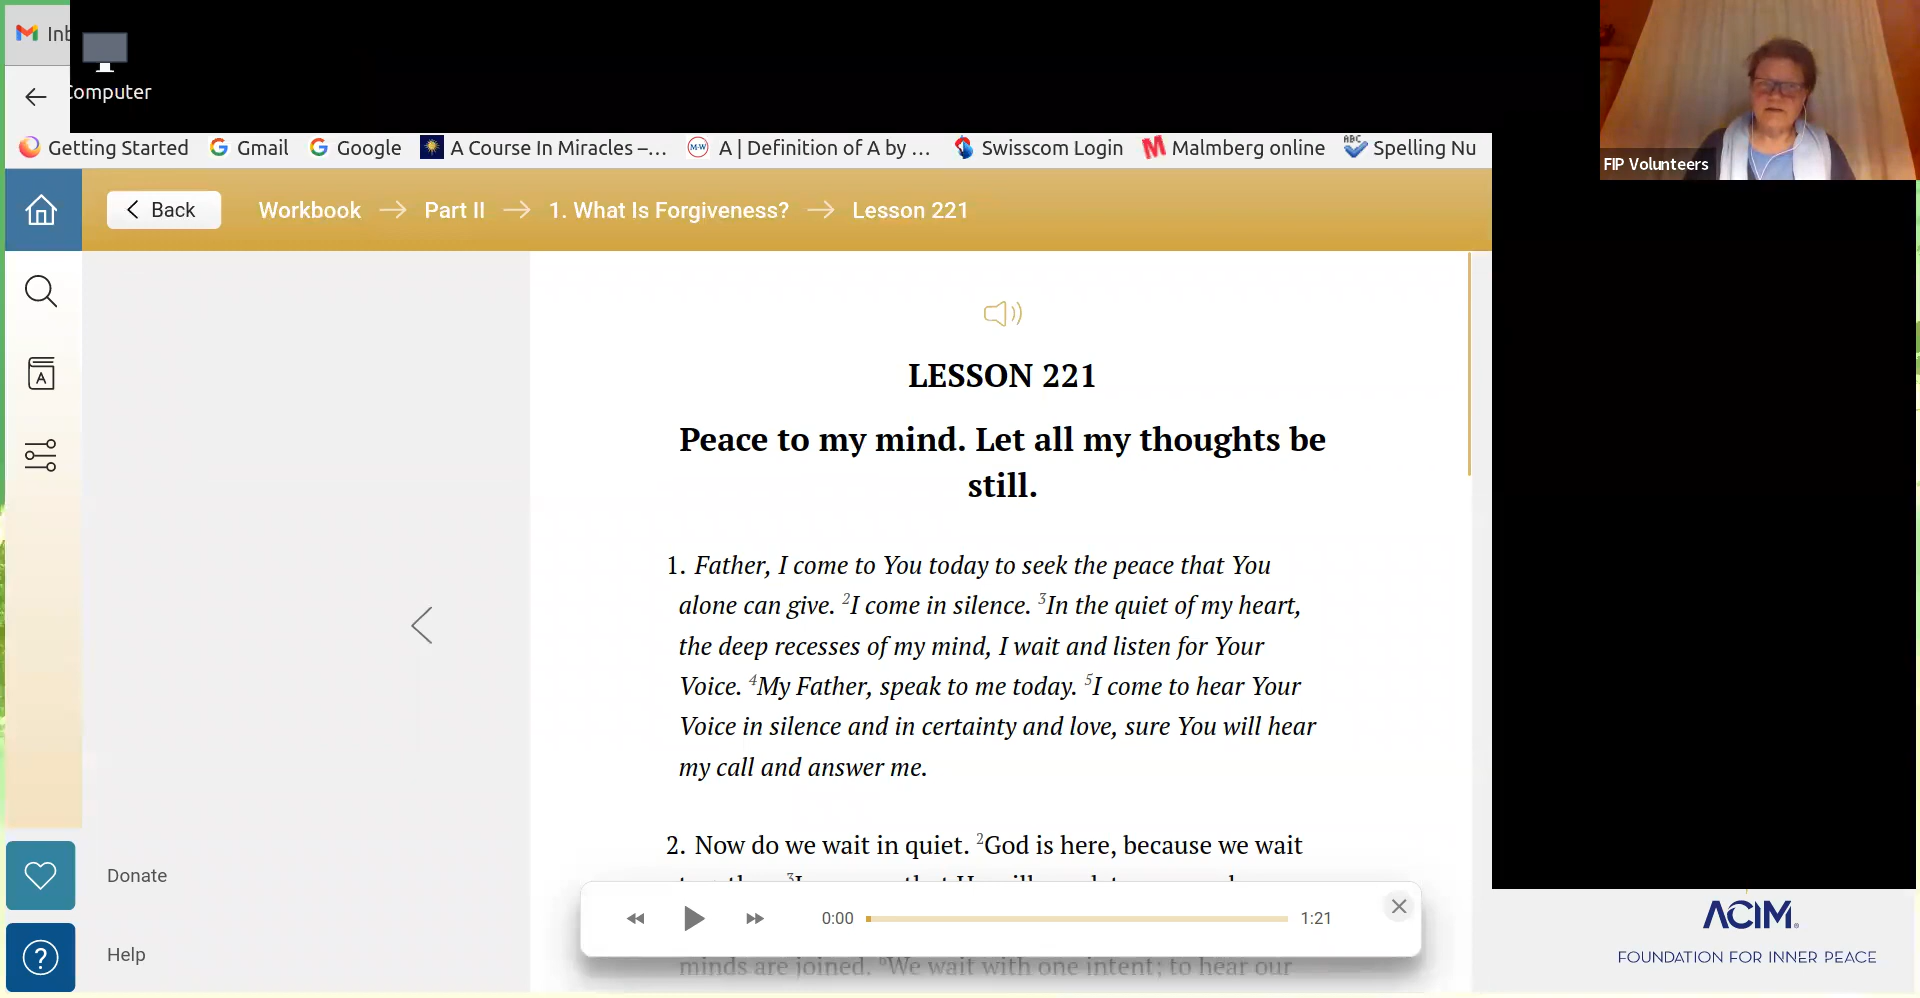 Inb
Computer
Getting Started Gmail Google A Course In Miracles –... A | Definition of A by ... Swisscom Login Malmberg online Spelling Nu
FIP Volunteers
Back Workbook → Part II → 1. What Is Forgiveness? → Lesson 221
LESSON 221
Peace to my mind. Let all my thoughts be
still.
1. Father, I come to You today to seek the peace that You
alone can give. 2I come in silence. 3In the quiet of my heart,
the deep recesses of my mind, I wait and listen for Your
Voice. 4My Father, speak to me today. 5I come to hear Your
Voice in silence and in certainty and love, sure You will hear
my call and answer me.
2. Now do we wait in quiet. 2God is here, because we wait
0:00 1:21
minds are joined. 6We wait with one intent; to hear our
Donate
Help
ACIM®
FOUNDATION FOR INNER PEACE